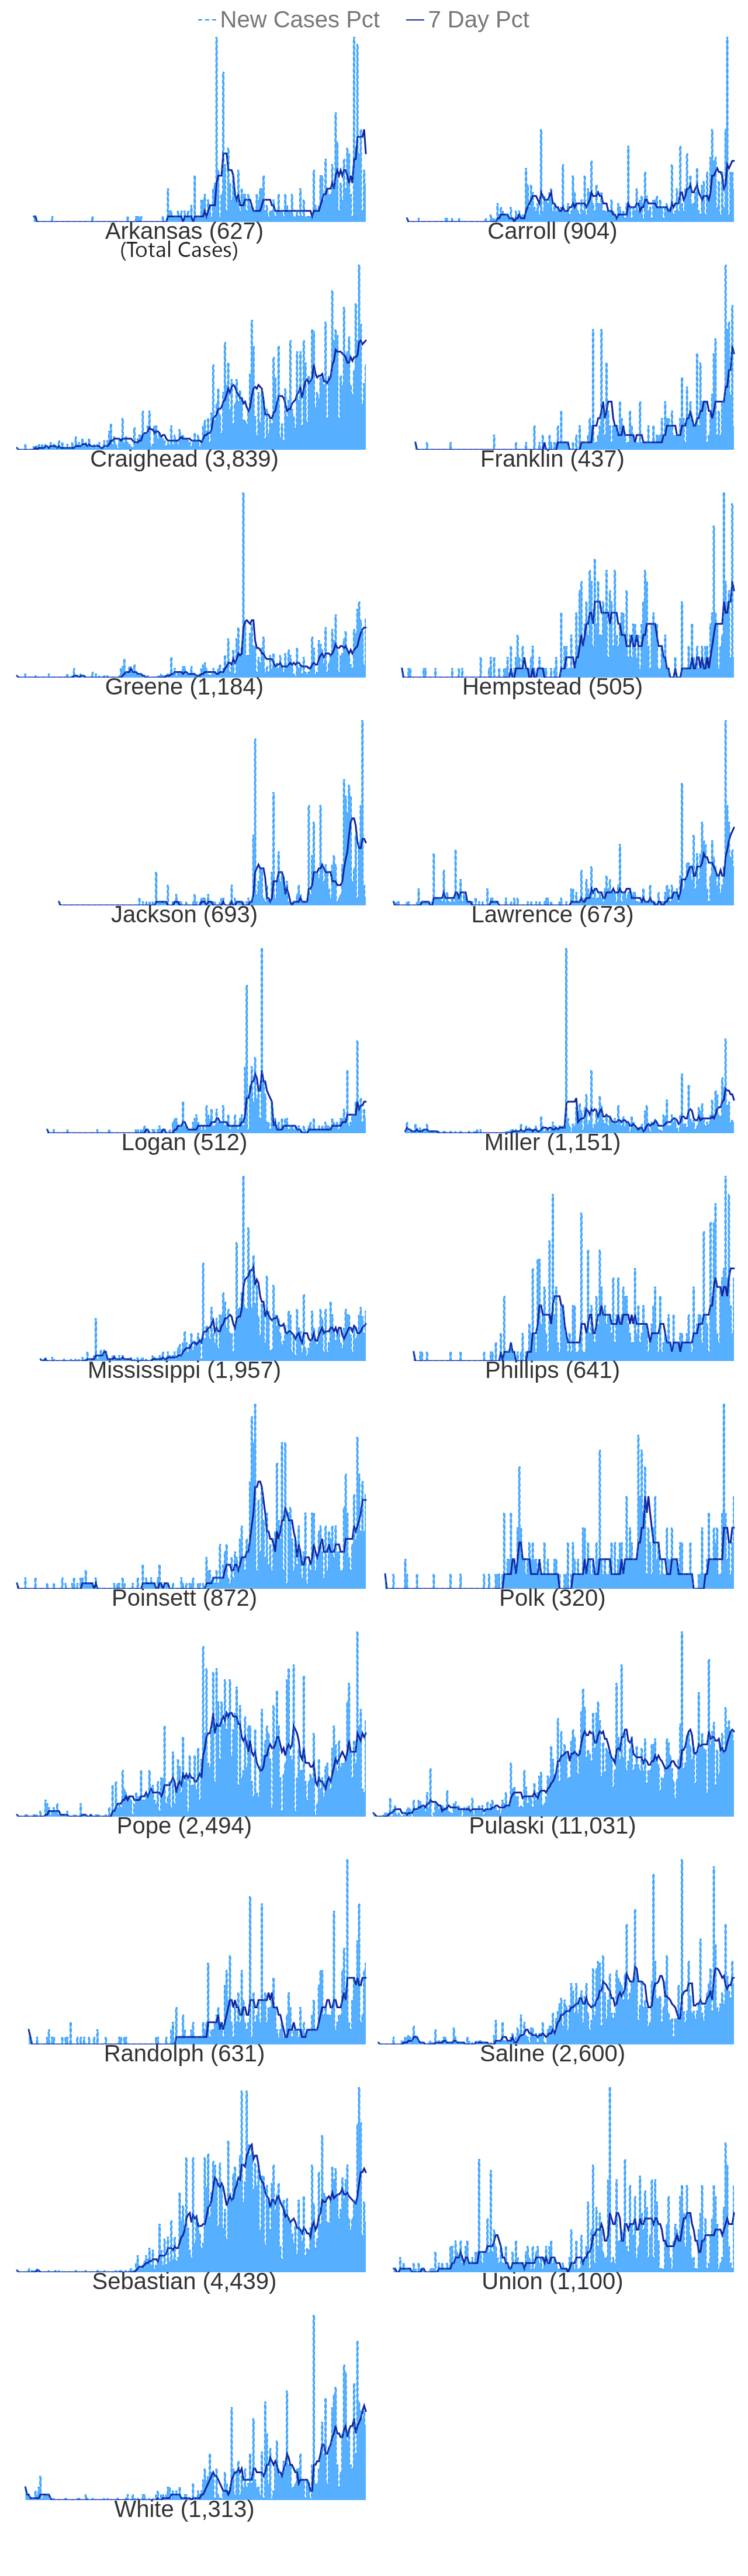 New Cases Pct 7 Day Pct
Arkansas (627) Carroll (904)
(Total Cases)
Craighead (3,839) Franklin (437)
Greene (1,184) Hempstead (505)
Jackson (693) Lawrence (673)
Logan (512) Miller (1,151)
Mississippi (1,957) Phillips (641)
Poinsett (872) Polk (320)
Pope (2,494) Pulaski (11,031)
Randolph (631) Saline (2,600)
Sebastian (4,439) Union (1,100)
White (1,313)